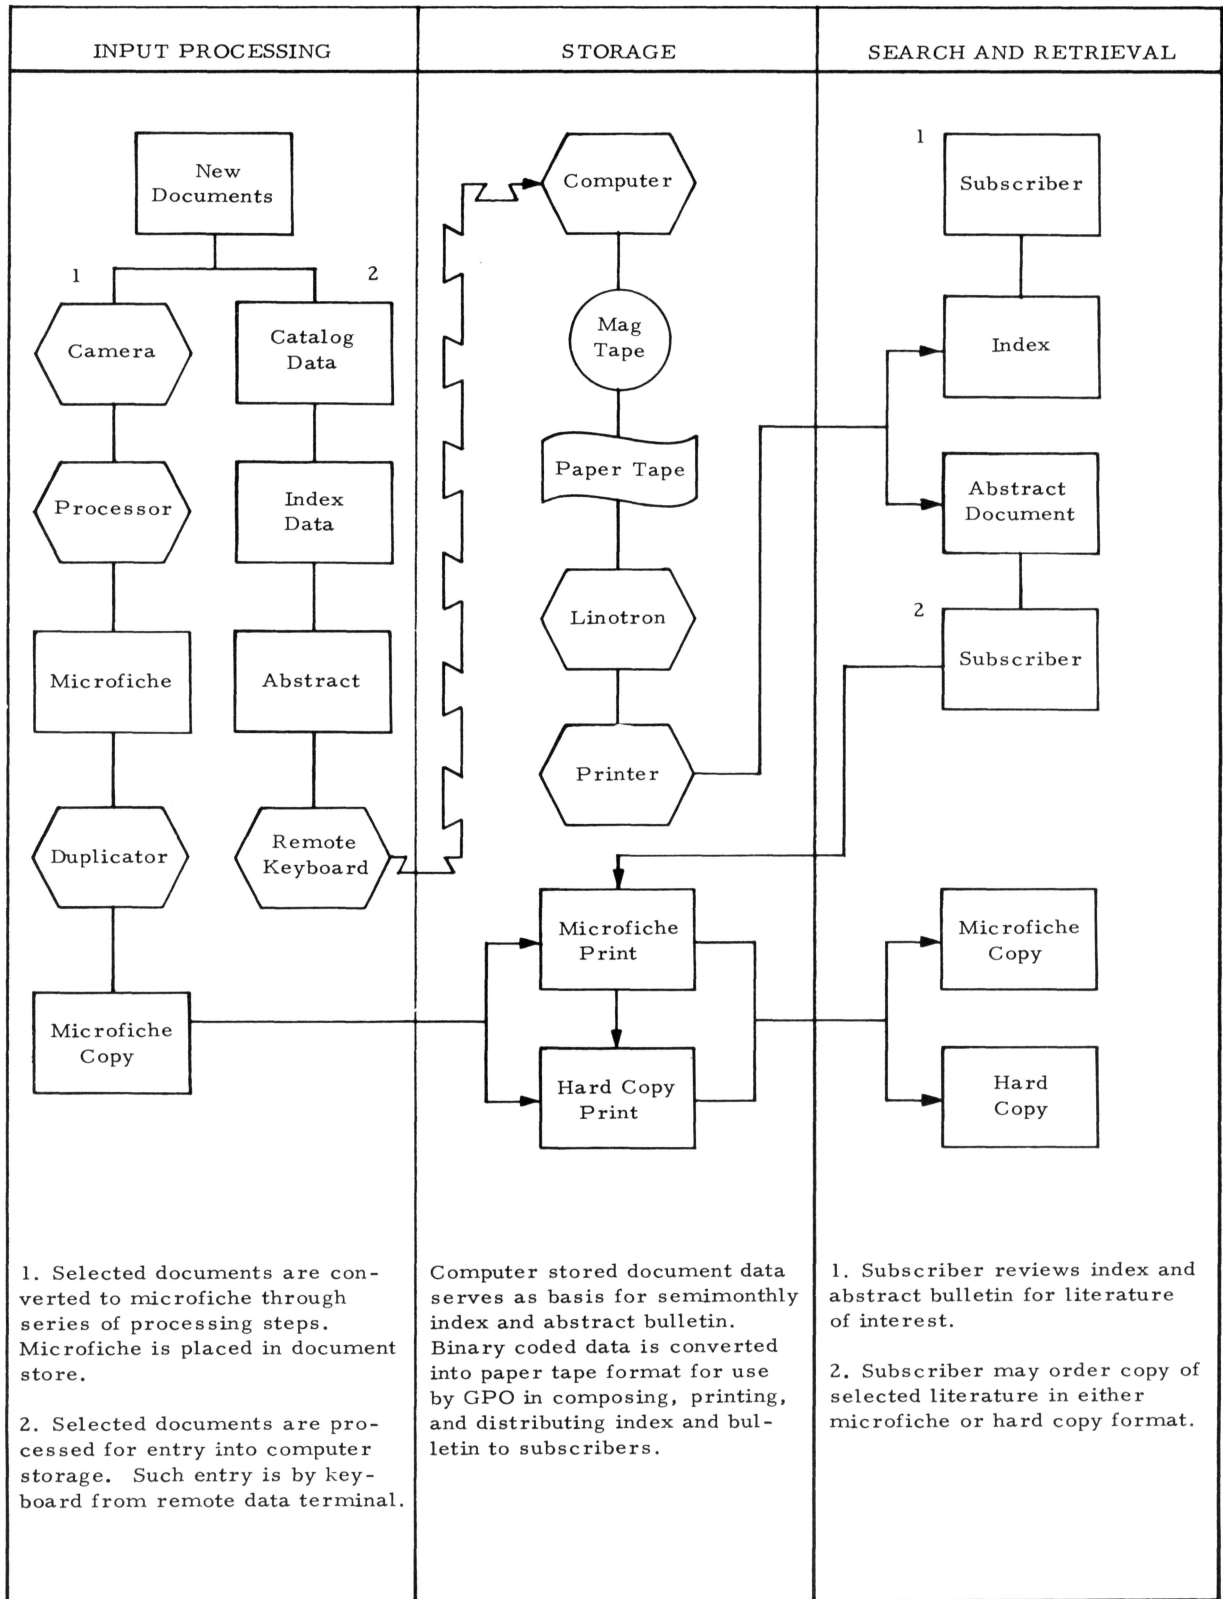 INPUT PROCESSING
STORAGE
SEARCH AND RETRIEVAL
New
Documents
1
2
Camera
Catalog
Data
Processor
Index
Data
Microfiche
Abstract
Duplicator
Remote
Keyboard
Microfiche
Copy
1. Selected documents are con-
verted to microfiche through
series of processing steps.
Microfiche is placed in document
store.
2. Selected documents are pro-
cessed for entry into computer
storage. Such entry is by key-
board from remote data terminal.
Computer
Mag
Tape
Paper Tape
Linotron
Printer
Microfiche
Print
Hard Copy
Print
Computer stored document data
serves as basis for semimonthly
index and abstract bulletin.
Binary coded data is converted
into paper tape format for use
by GPO in composing, printing,
and distributing index and bul-
letin to subscribers.
1
Subscriber
Index
Abstract
Document
2
Subscriber
Microfiche
Copy
Hard
Copy
1. Subscriber reviews index and
abstract bulletin for literature
of interest.
2. Subscriber may order copy of
selected literature in either
microfiche or hard copy format.